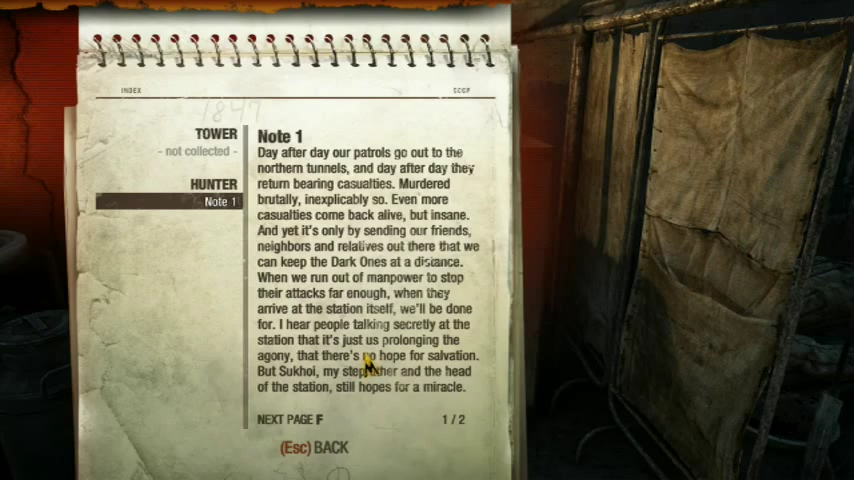 INDEX
СССР
1847
TOWER
- not collected -
HUNTER
Note 1
Note 1
Day after day our patrols go out to the
northern tunnels, and day after day they
return bearing casualties. Murdered
brutally, inexplicably so. Even more
casualties come back alive, but insane.
And yet it's only by sending our friends,
neighbors and relatives out there that we
can keep the Dark Ones at a distance.
When we run out of manpower to stop
their attacks far enough, when they
arrive at the station itself, we'll be done
for. I hear people talking secretly at the
station that it's just us prolonging the
agony, that there's no hope for salvation.
But Sukhoi, my stepfather and the head
of the station, still hopes for a miracle.
NEXT PAGE F
1 / 2
(Esc) BACK